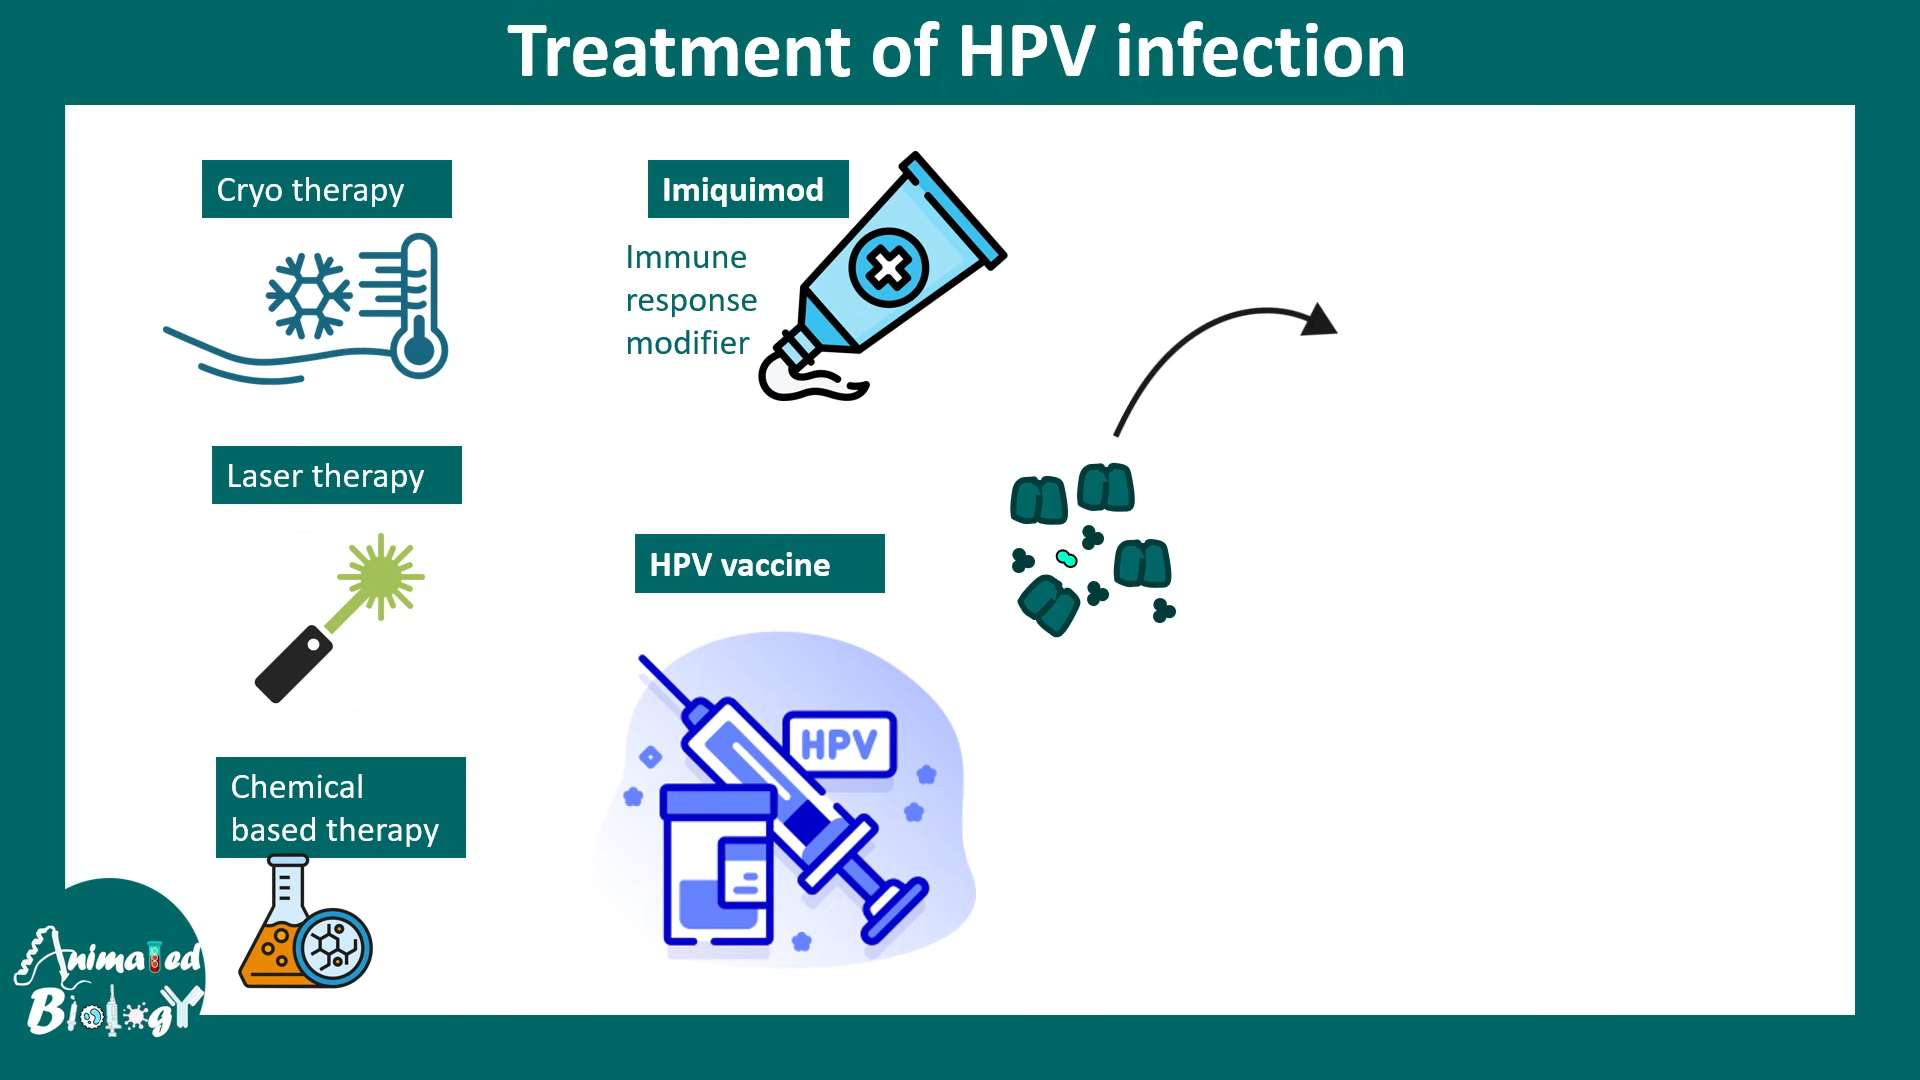 Treatment of HPV infection
Cryo therapy
Imiquimod
Immune
response
modifier
Laser therapy
HPV vaccine
HPV
Chemical
based therapy
Animated
Biology